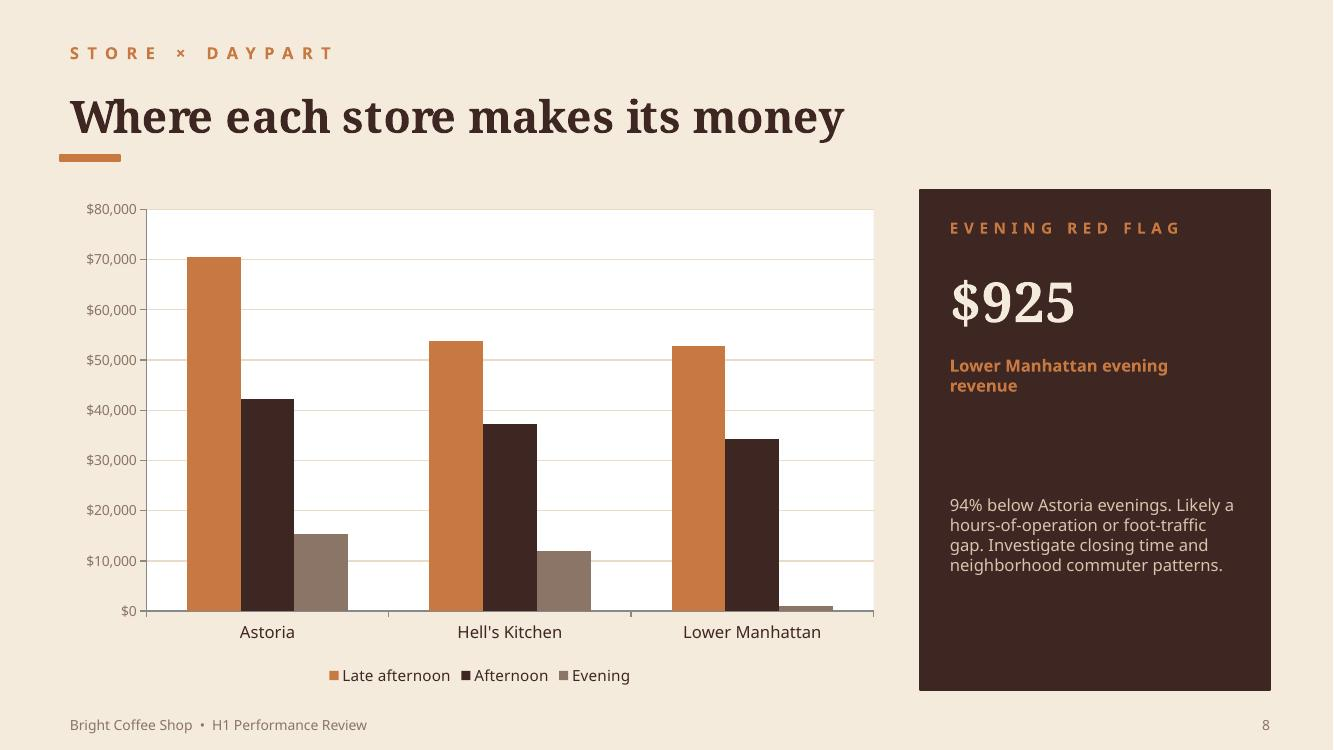 STORE × DAYPART
Where each store makes its money
$80,000
$70,000
$60,000
$50,000
$40,000
$30,000
$20,000
$10,000
$0
Astoria
Hell's Kitchen
Lower Manhattan
Late afternoon
Afternoon
Evening
EVENING RED FLAG
$925
Lower Manhattan evening
revenue
94% below Astoria evenings. Likely a
hours-of-operation or foot-traffic
gap. Investigate closing time and
neighborhood commuter patterns.
Bright Coffee Shop • H1 Performance Review
8